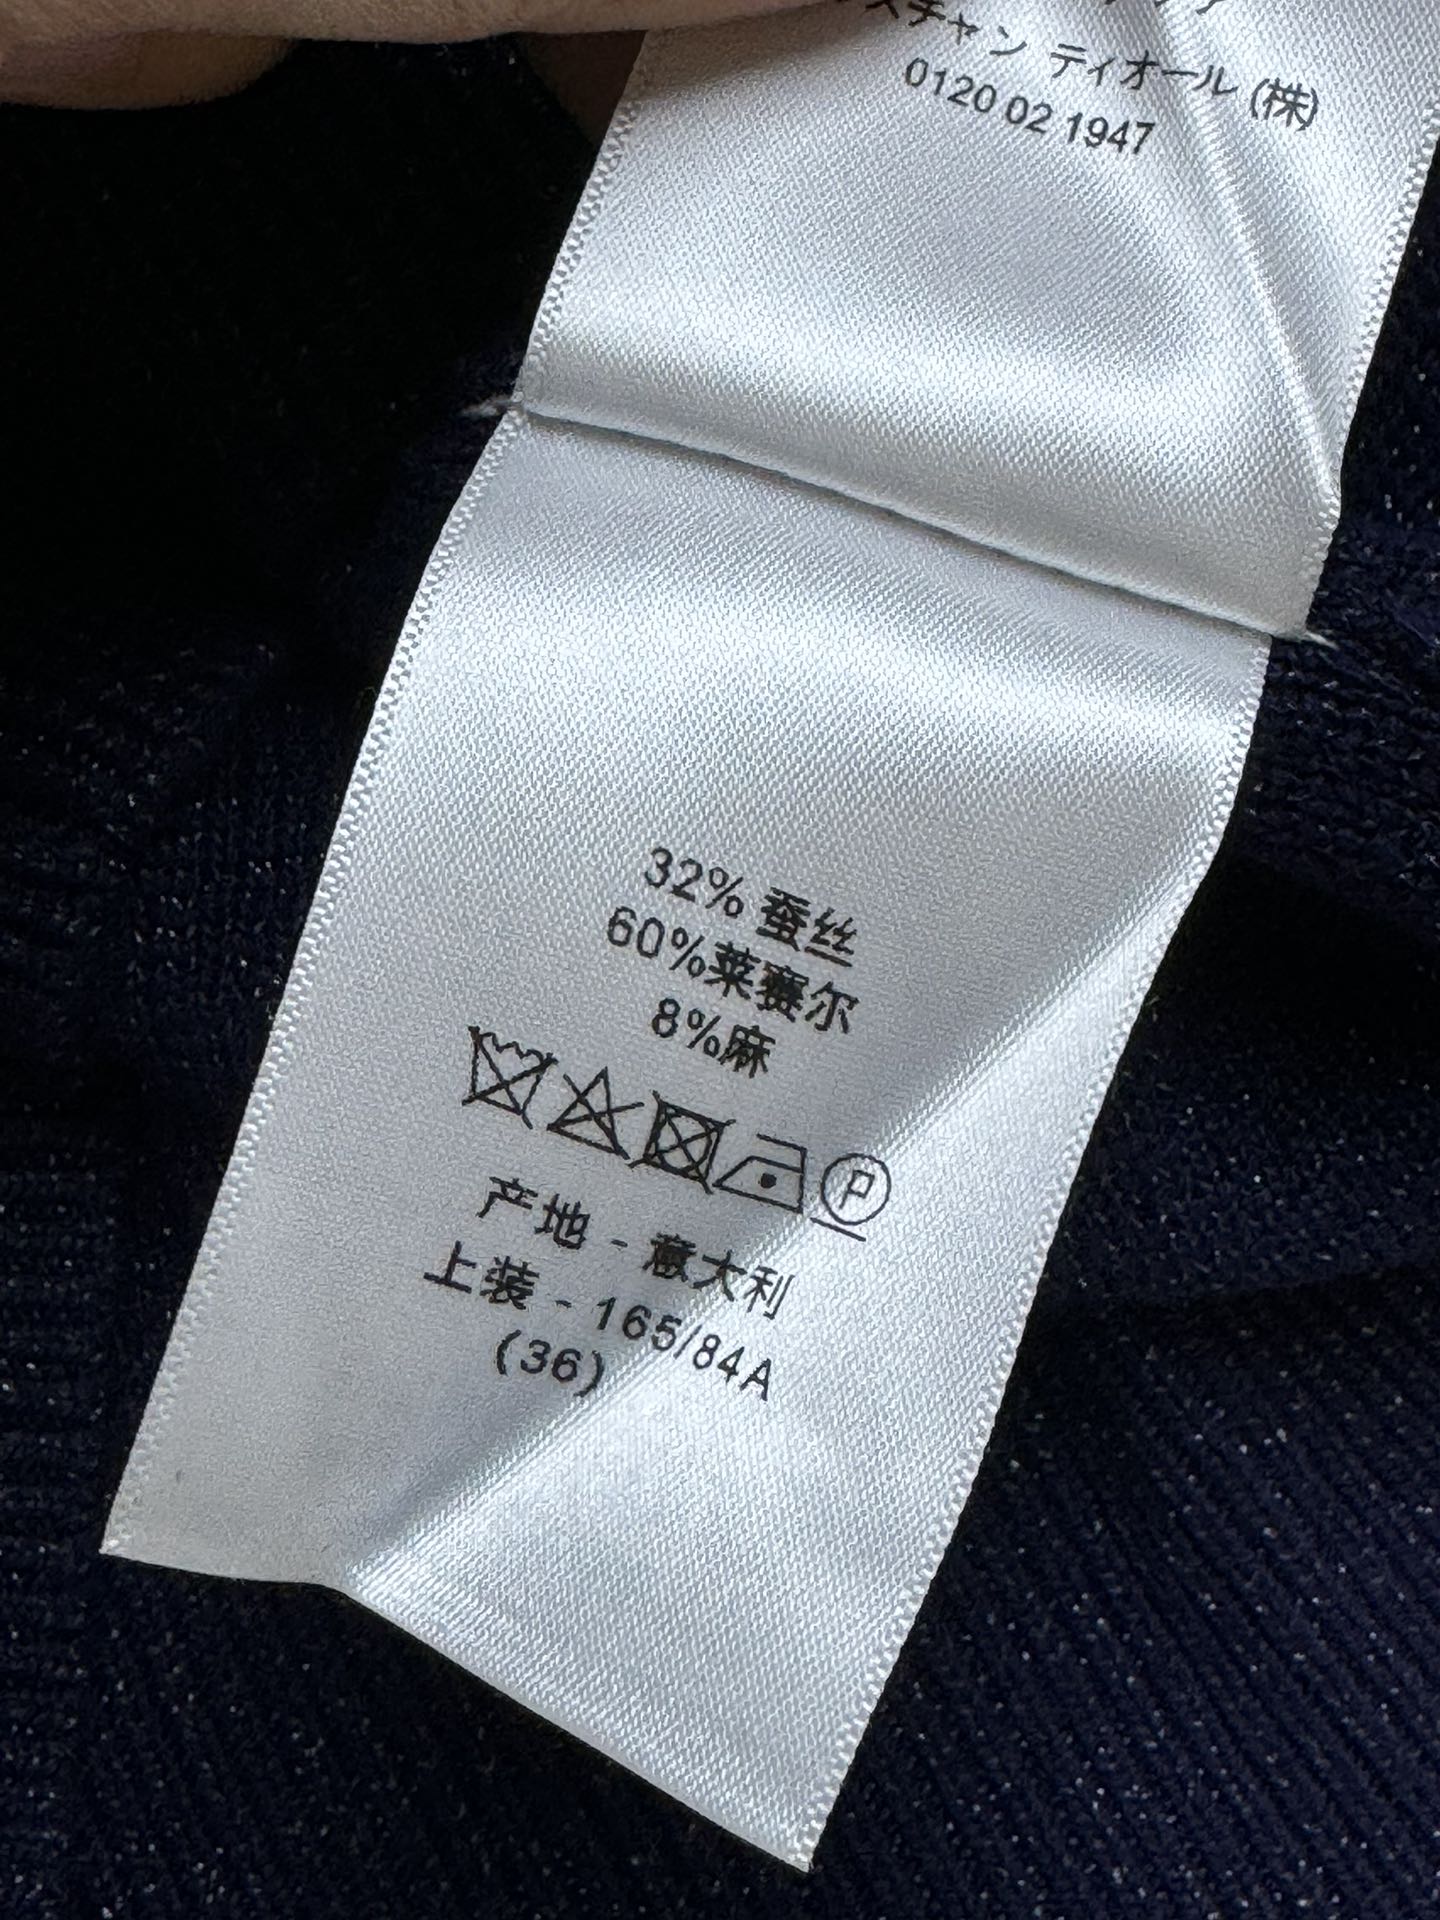 スチャン ディオール (株)
0120 02 1947
32% 蚕丝
60%莱赛尔
8%麻
P
产地 - 意大利
上装 - 165/84A
(36)